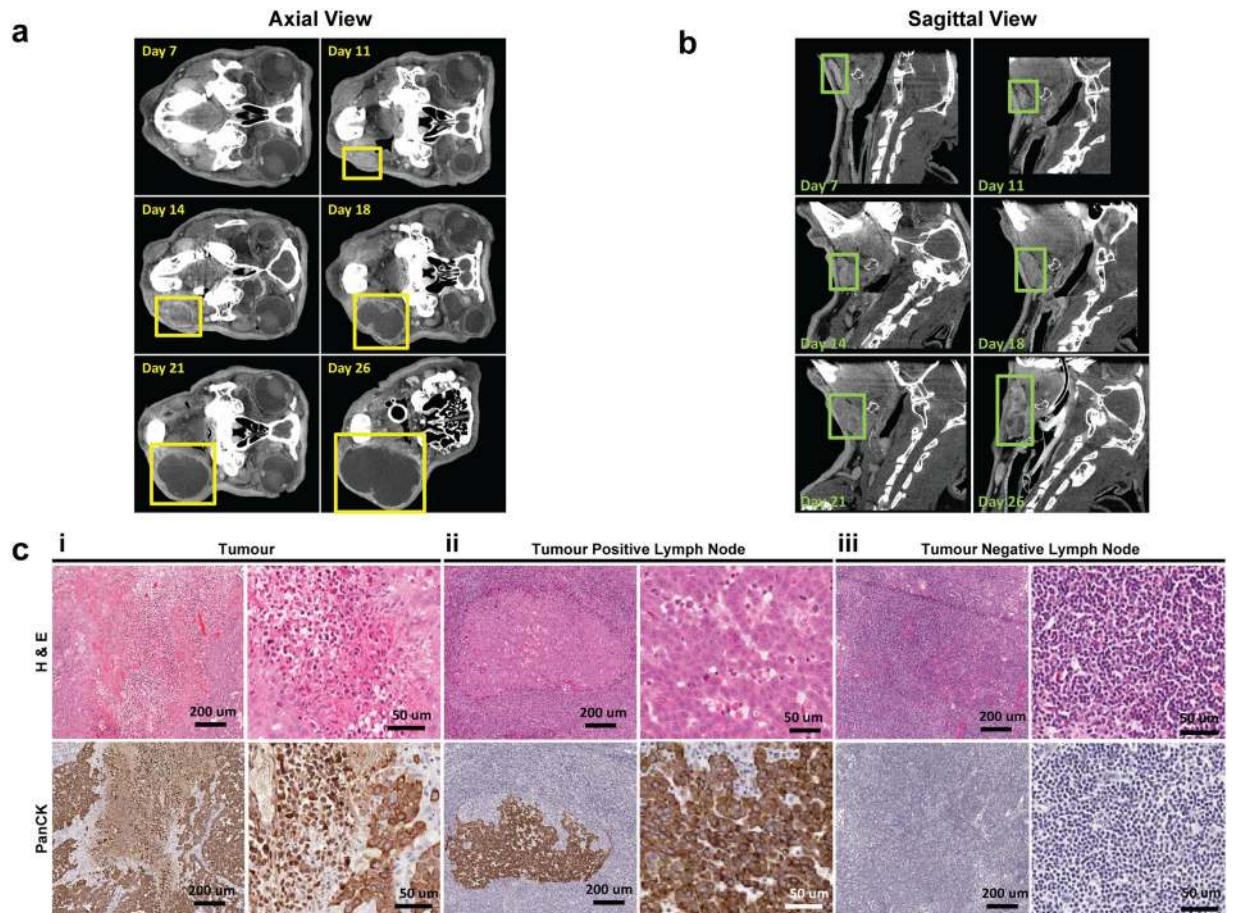 Axial View
Sagittal View
a
b
Day 7
Day 11
Day 14
Day 18
Day 21
Day 26
Day 7
Day 11
Day 14
Day 18
Day 21
Day 26
c
i
Tumour
ii
Tumour Positive Lymph Node
iii
Tumour Negative Lymph Node
H & E
200 um
50 um
200 um
50 um
200 um
50 um
PanCK
200 um
50 um
200 um
50 um
200 um
50 um